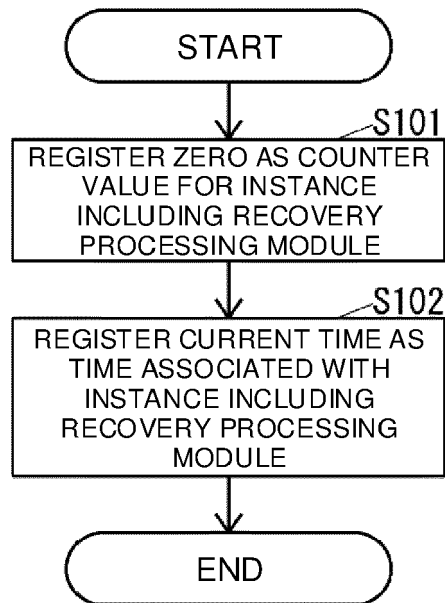 START
S101
REGISTER ZERO AS COUNTER
VALUE FOR INSTANCE
INCLUDING RECOVERY
PROCESSING MODULE
S102
REGISTER CURRENT TIME AS
TIME ASSOCIATED WITH
INSTANCE INCLUDING
RECOVERY PROCESSING
MODULE
END